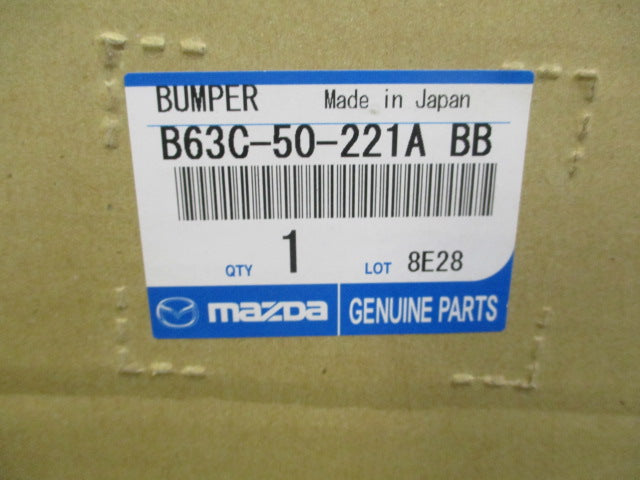 BUMPER Made in Japan
B63C-50-221A BB
QTY 1 LOT 8E28
mazda GENUINE PARTS